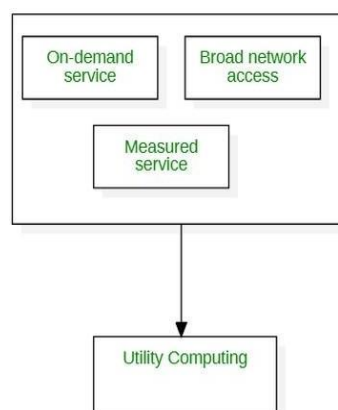 On-demand
service
Broad network
access
Measured
service
Utility Computing